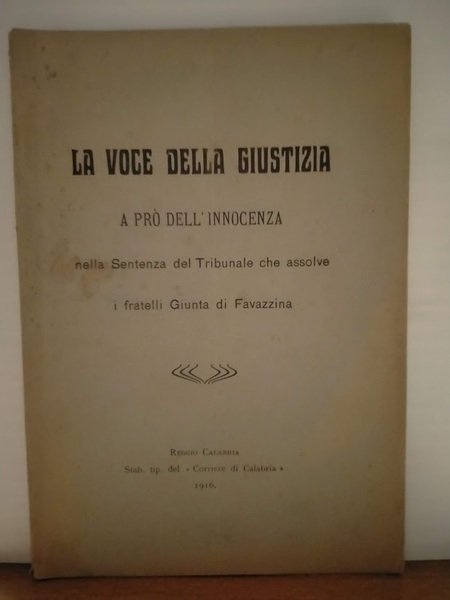 LA VOCE DELLA GIUSTIZIA
A PRÒ DELL'INNOCENZA
nella Sentenza del Tribunale che assolve
i fratelli Giunta di Favazzina
REGGIO CALABRIA
Stab. tip. del « Corriere di Calabria »
1916.